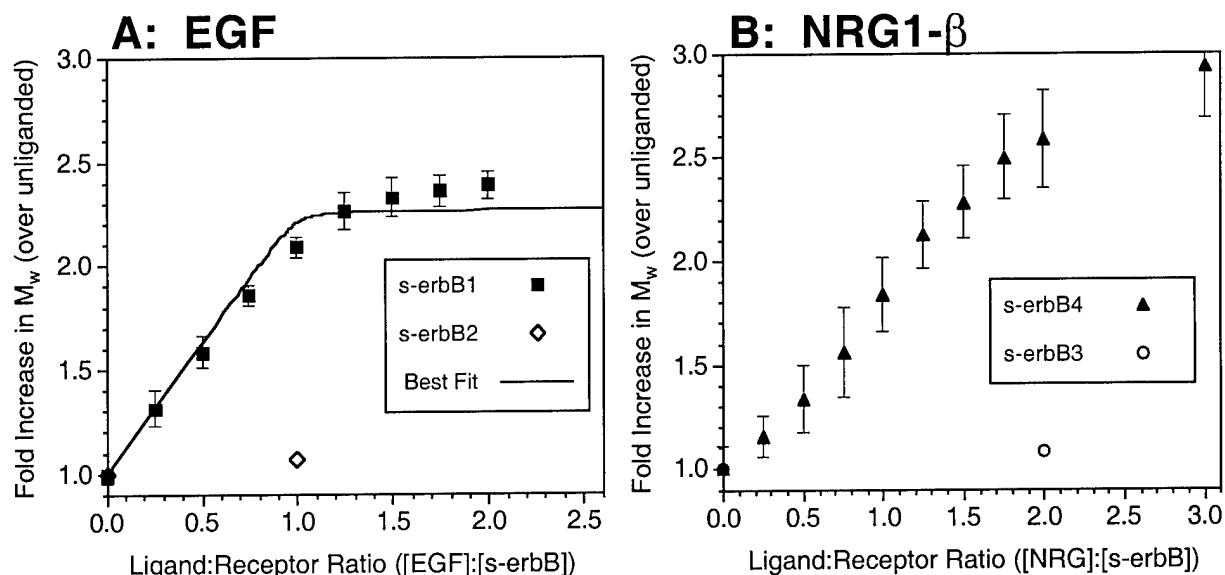 A: EGF
3.0
2.5
2.0
1.5
1.0
Fold Increase in Mw (over unliganded)
s-erbB1
s-erbB2
Best Fit
0.0 0.5 1.0 1.5 2.0 2.5
Ligand:Receptor Ratio ([EGF]:[s-erbB])
B: NRG1-β
3.0
2.5
2.0
1.5
1.0
Fold Increase in Mw (over unliganded)
s-erbB4
s-erbB3
0.0 0.5 1.0 1.5 2.0 2.5 3.0
Ligand:Receptor Ratio ([NRG]:[s-erbB])